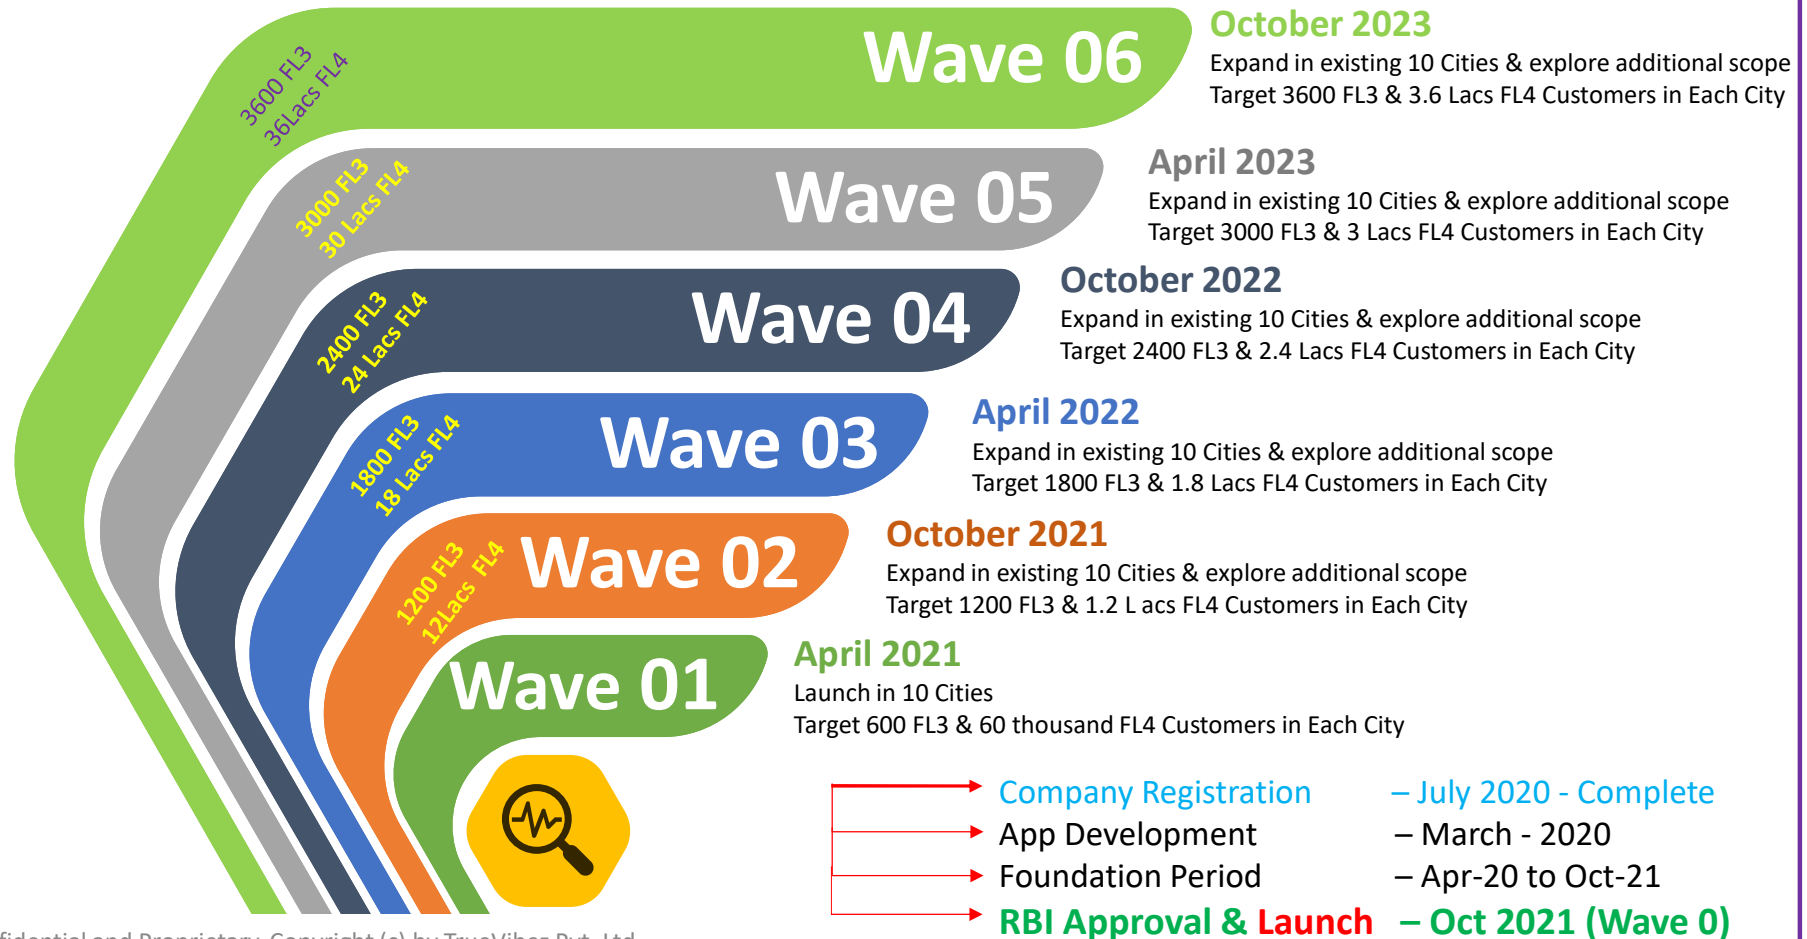 Wave 06
3600 FL3
36Lacs FL4
October 2023
Expand in existing 10 Cities & explore additional scope
Target 3600 FL3 & 3.6 Lacs FL4 Customers in Each City
Wave 05
3000 FL3
30 Lacs FL4
April 2023
Expand in existing 10 Cities & explore additional scope
Target 3000 FL3 & 3 Lacs FL4 Customers in Each City
Wave 04
2400 FL3
24 Lacs FL4
October 2022
Expand in existing 10 Cities & explore additional scope
Target 2400 FL3 & 2.4 Lacs FL4 Customers in Each City
Wave 03
1800 FL3
18 Lacs FL4
April 2022
Expand in existing 10 Cities & explore additional scope
Target 1800 FL3 & 1.8 Lacs FL4 Customers in Each City
Wave 02
1200 FL3
12Lacs FL4
October 2021
Expand in existing 10 Cities & explore additional scope
Target 1200 FL3 & 1.2 L acs FL4 Customers in Each City
Wave 01
April 2021
Launch in 10 Cities
Target 600 FL3 & 60 thousand FL4 Customers in Each City
Company Registration – July 2020 - Complete
App Development – March - 2020
Foundation Period – Apr-20 to Oct-21
RBI Approval & Launch – Oct 2021 (Wave 0)
and Proprietary. Copyright (c) by TrueVibez Pvt. Ltd